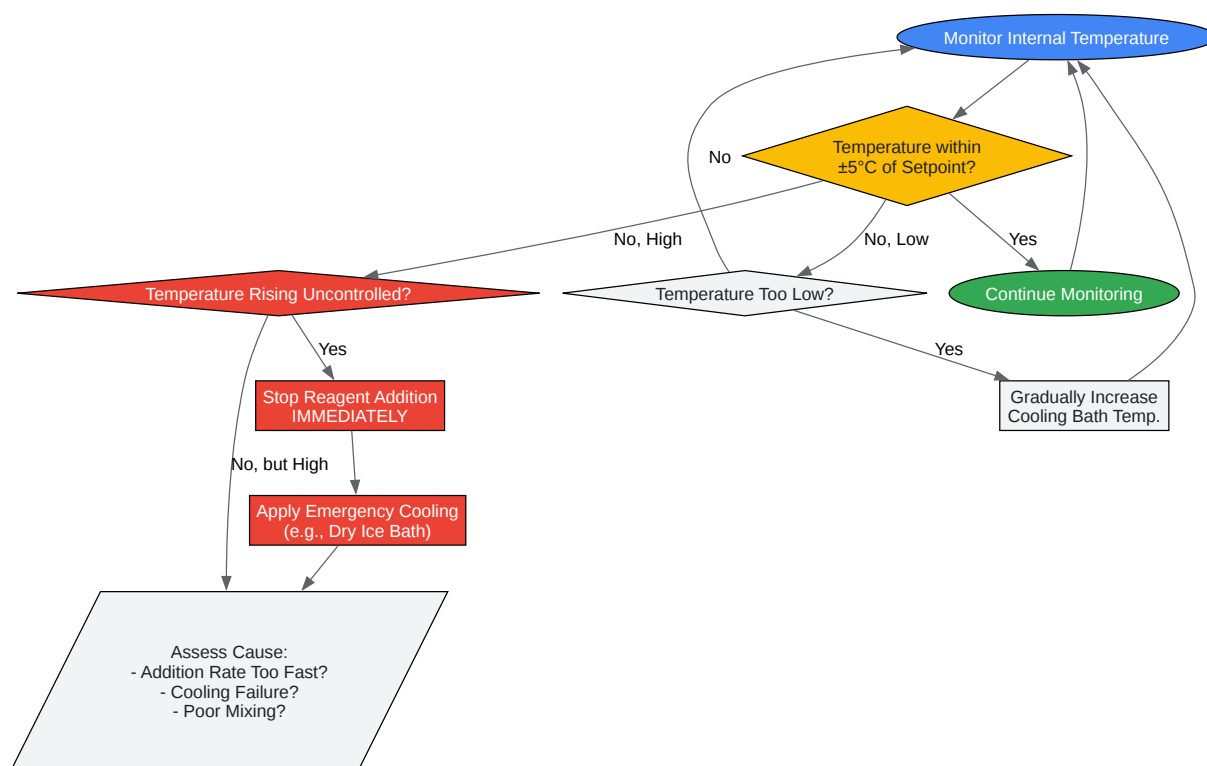 Monitor Internal Temperature
Temperature within
±5°C of Setpoint?
No
No, High
No, Low
Yes
Temperature Rising Uncontrolled?
Temperature Too Low?
Continue Monitoring
Yes
Yes
Stop Reagent Addition
IMMEDIATELY
Gradually Increase
Cooling Bath Temp.
No, but High
Apply Emergency Cooling
(e.g., Dry Ice Bath)
Assess Cause:
- Addition Rate Too Fast?
- Cooling Failure?
- Poor Mixing?